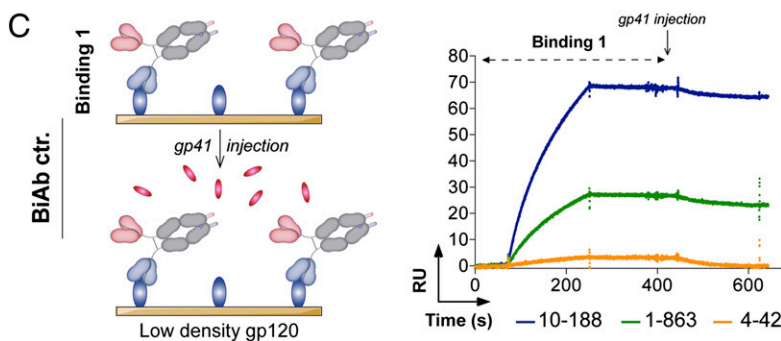 C
Binding 1
BiAb ctr.
gp41 injection
Low density gp120
gp41 injection
Binding 1
80
70
60
50
40
30
20
10
0
RU
0 200 400 600
Time (s)
10-188 1-863 4-42